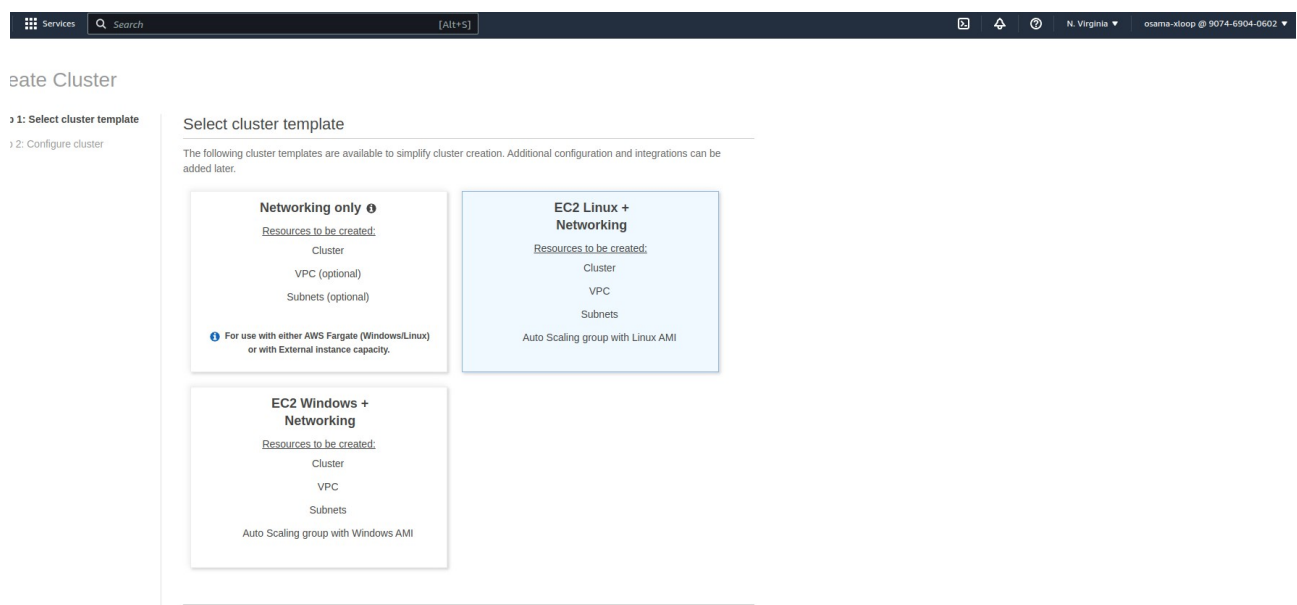 Services
Search [Alt+S]
N. Virginia ▼
osama-xloop @ 9074-6904-0602 ▼
eate Cluster
1: Select cluster template
2: Configure cluster
Select cluster template
The following cluster templates are available to simplify cluster creation. Additional configuration and integrations can be
added later.
Networking only
Resources to be created:
Cluster
VPC (optional)
Subnets (optional)
For use with either AWS Fargate (Windows/Linux)
or with External instance capacity.
EC2 Linux +
Networking
Resources to be created:
Cluster
VPC
Subnets
Auto Scaling group with Linux AMI
EC2 Windows +
Networking
Resources to be created:
Cluster
VPC
Subnets
Auto Scaling group with Windows AMI